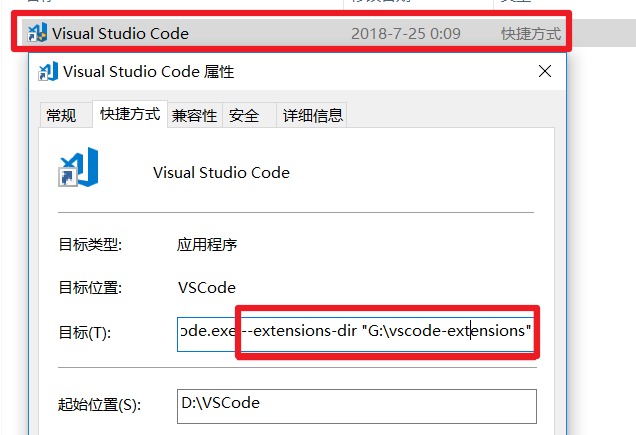 Visual Studio Code 2018-7-25 0:09 快捷方式
Visual Studio Code 属性
常规 快捷方式 兼容性 安全 详细信息
Visual Studio Code
目标类型: 应用程序
目标位置: VSCode
目标(T): ode.exe --extensions-dir "G:\vscode-extensions"
起始位置(S): D:\VSCode